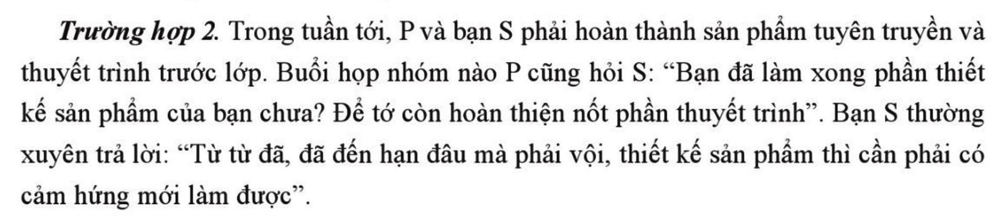 Trường hợp 2. Trong tuần tới, P và bạn S phải hoàn thành sản phẩm tuyên truyền và
thuyết trình trước lớp. Buổi họp nhóm nào P cũng hỏi S: “Bạn đã làm xong phần thiết
kế sản phẩm của bạn chưa? Để tớ còn hoàn thiện nốt phần thuyết trình”. Bạn S thường
xuyên trả lời: “Từ từ đã, đã đến hạn đâu mà phải vội, thiết kế sản phẩm thì cần phải có
cảm hứng mới làm được”.